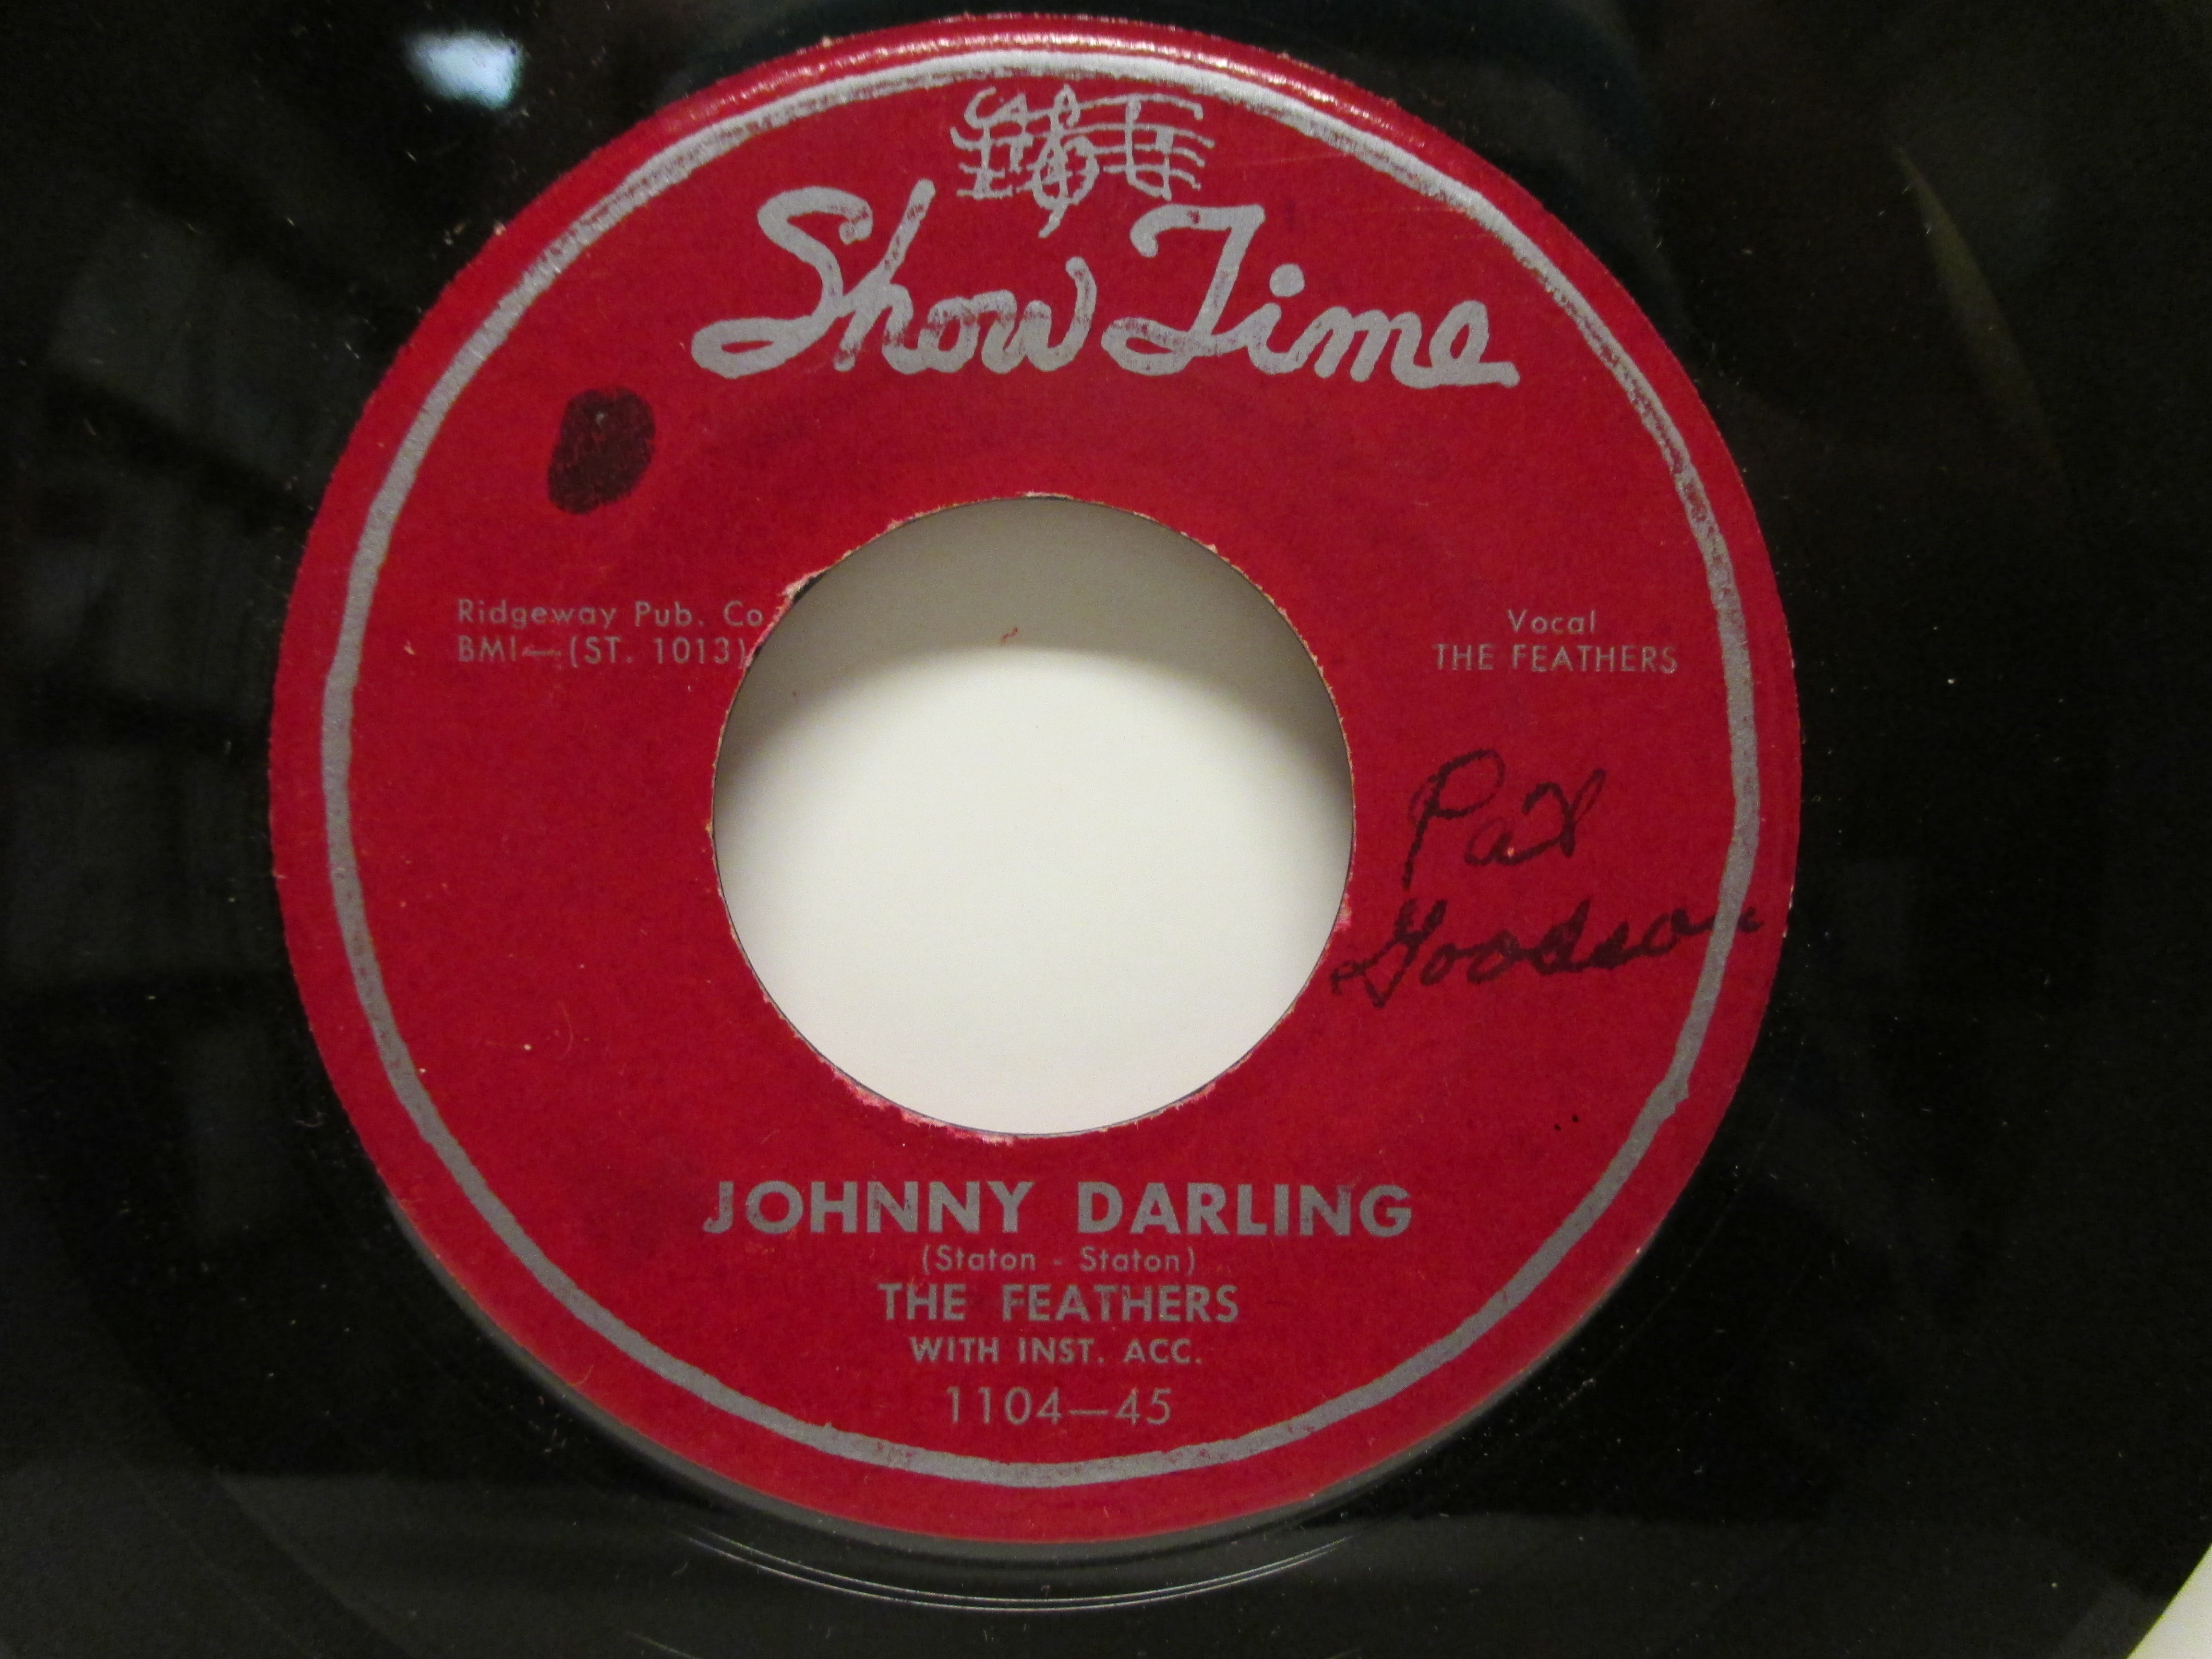 Show Time
Ridgeway Pub. Co
BMI—(ST. 1013)
Vocal
THE FEATHERS
Pat
Goodson
JOHNNY DARLING
(Staton - Staton)
THE FEATHERS
WITH INST. ACC.
1104—45